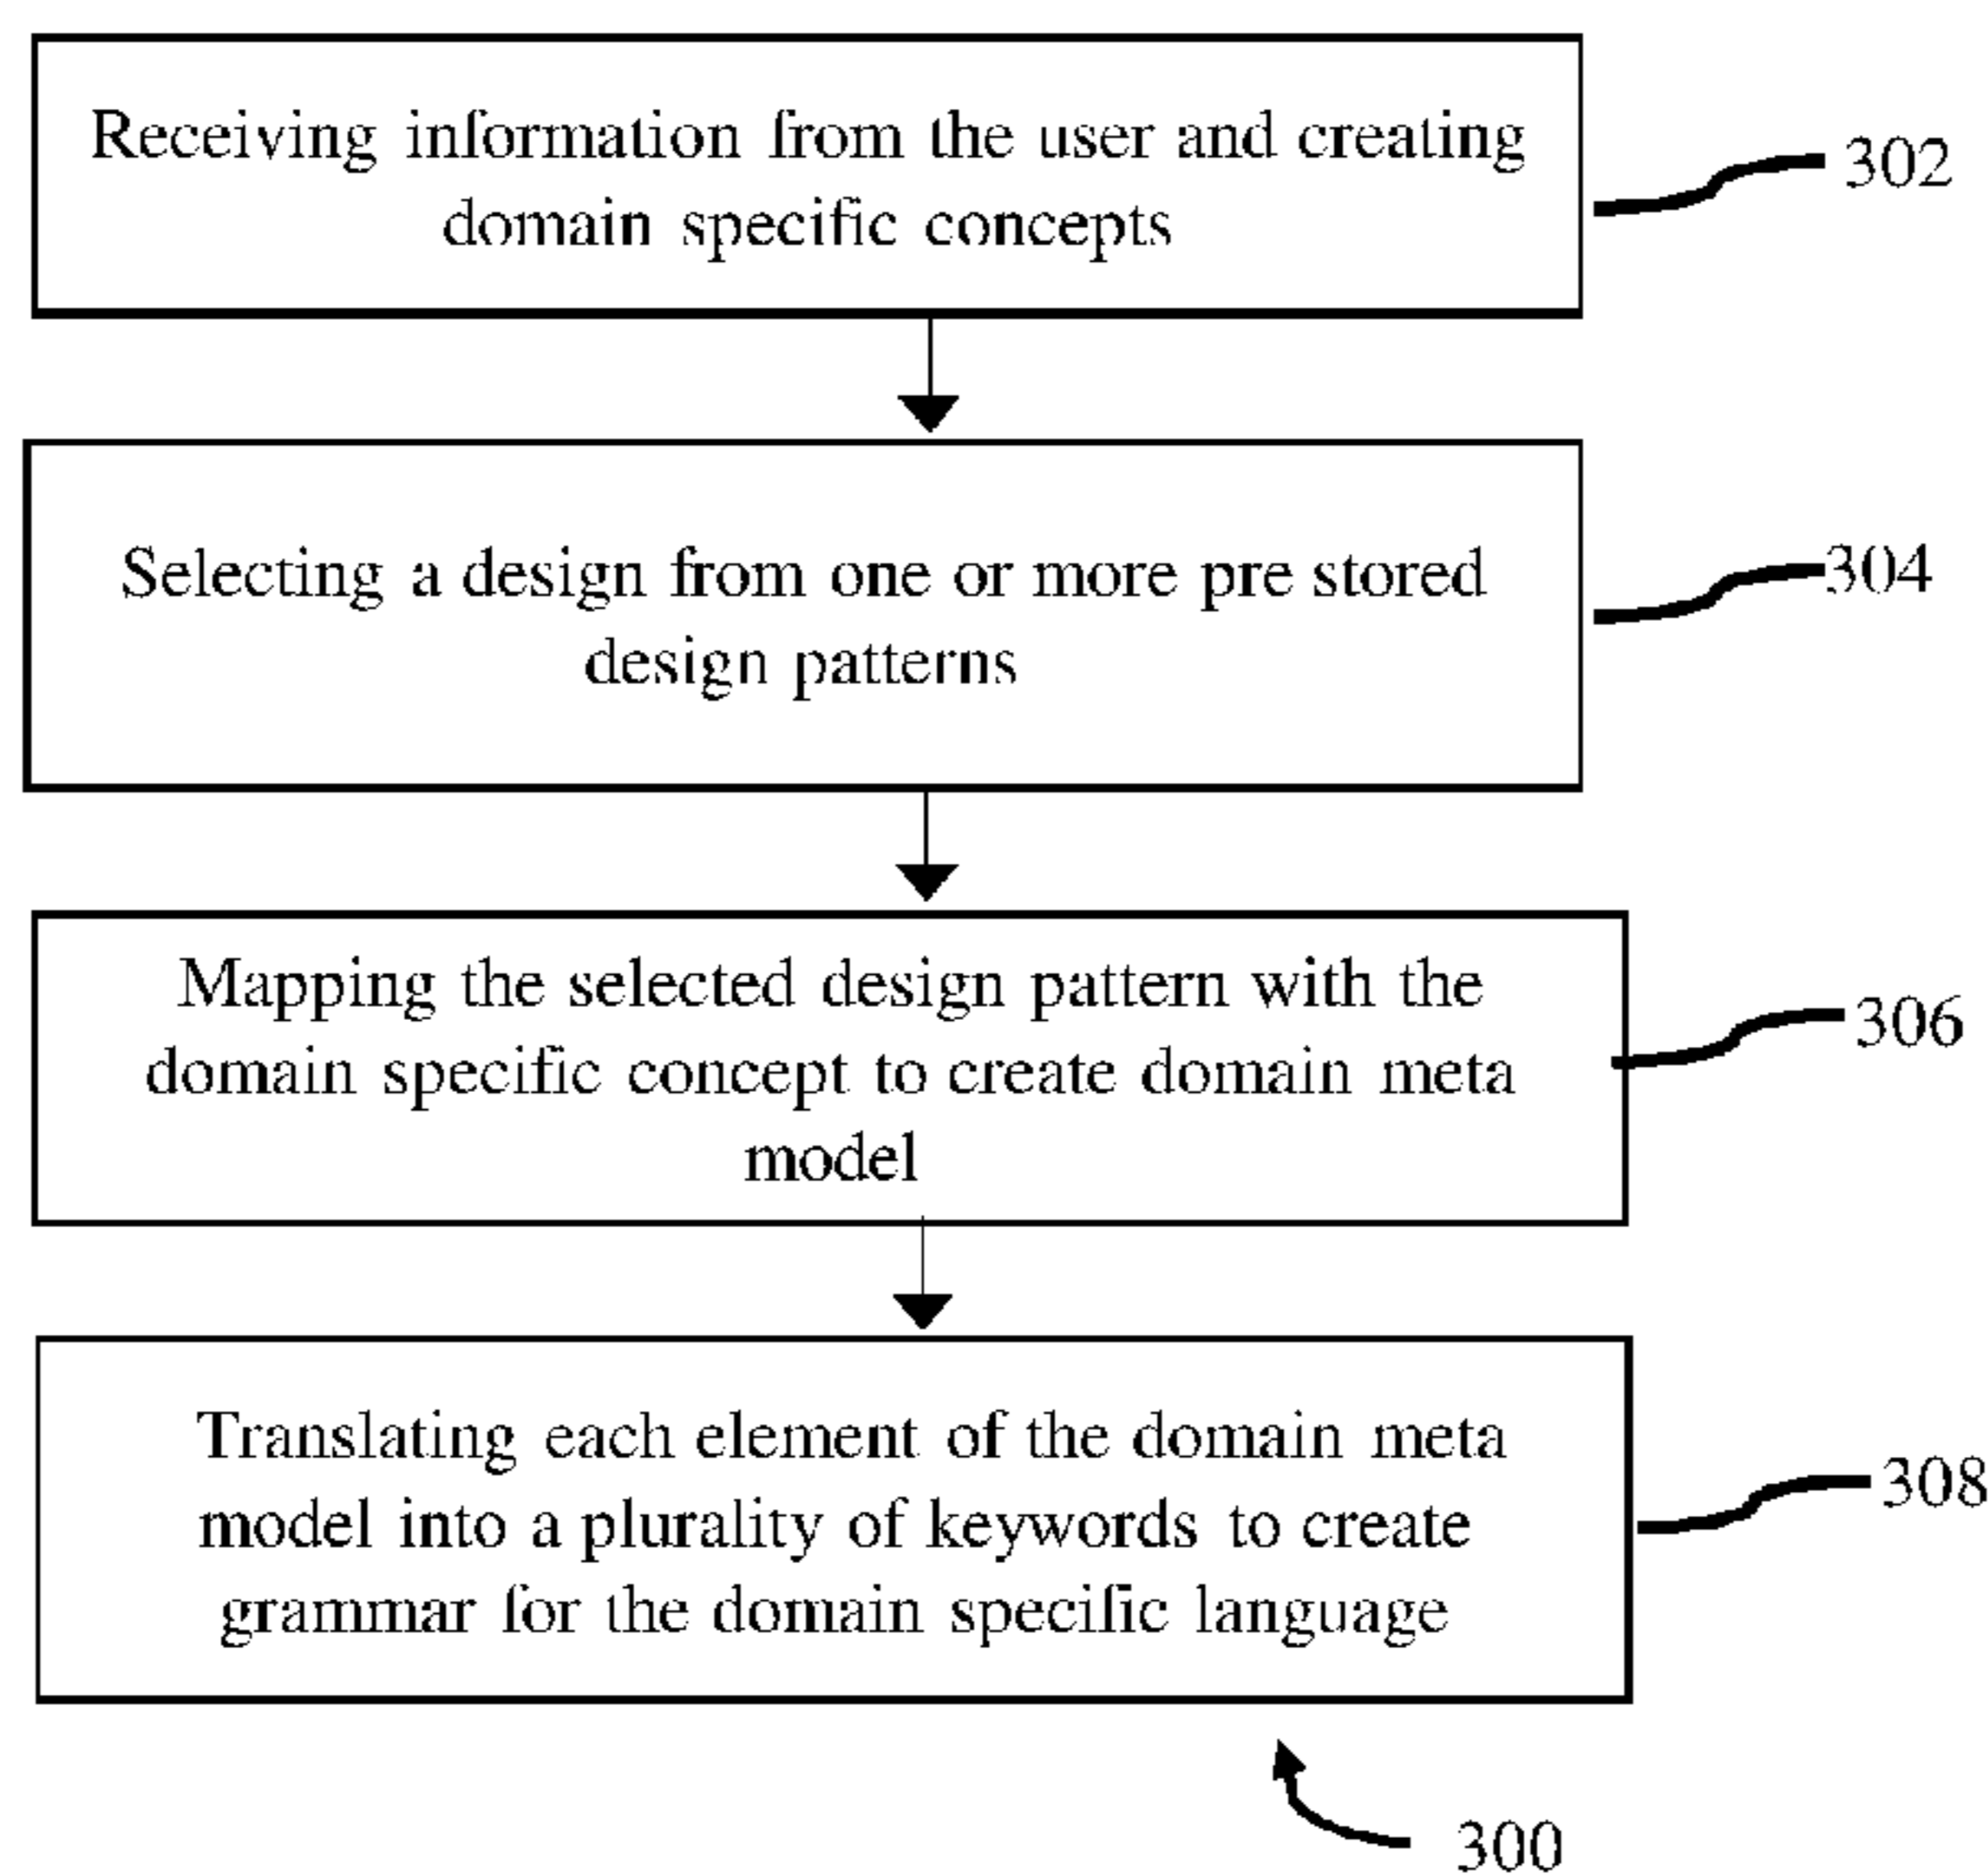 Receiving information from the user and creating
domain specific concepts
302
Selecting a design from one or more pre stored
design patterns
304
Mapping the selected design pattern with the
domain specific concept to create domain meta
model
306
Translating each element of the domain meta
model into a plurality of keywords to create
grammar for the domain specific language
308
300